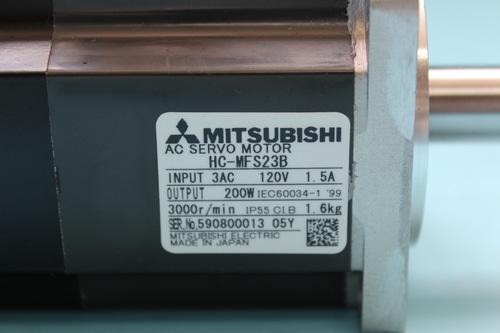 MITSUBISHI
AC SERVO MOTOR
HC-MFS23B
INPUT 3AC 120V 1.5A
OUTPUT 200W IEC60034-1 '99
3000r/min IP55 CI.B 1.6kg
SER.No.590800013 05Y
MITSUBISHI ELECTRIC
MADE IN JAPAN